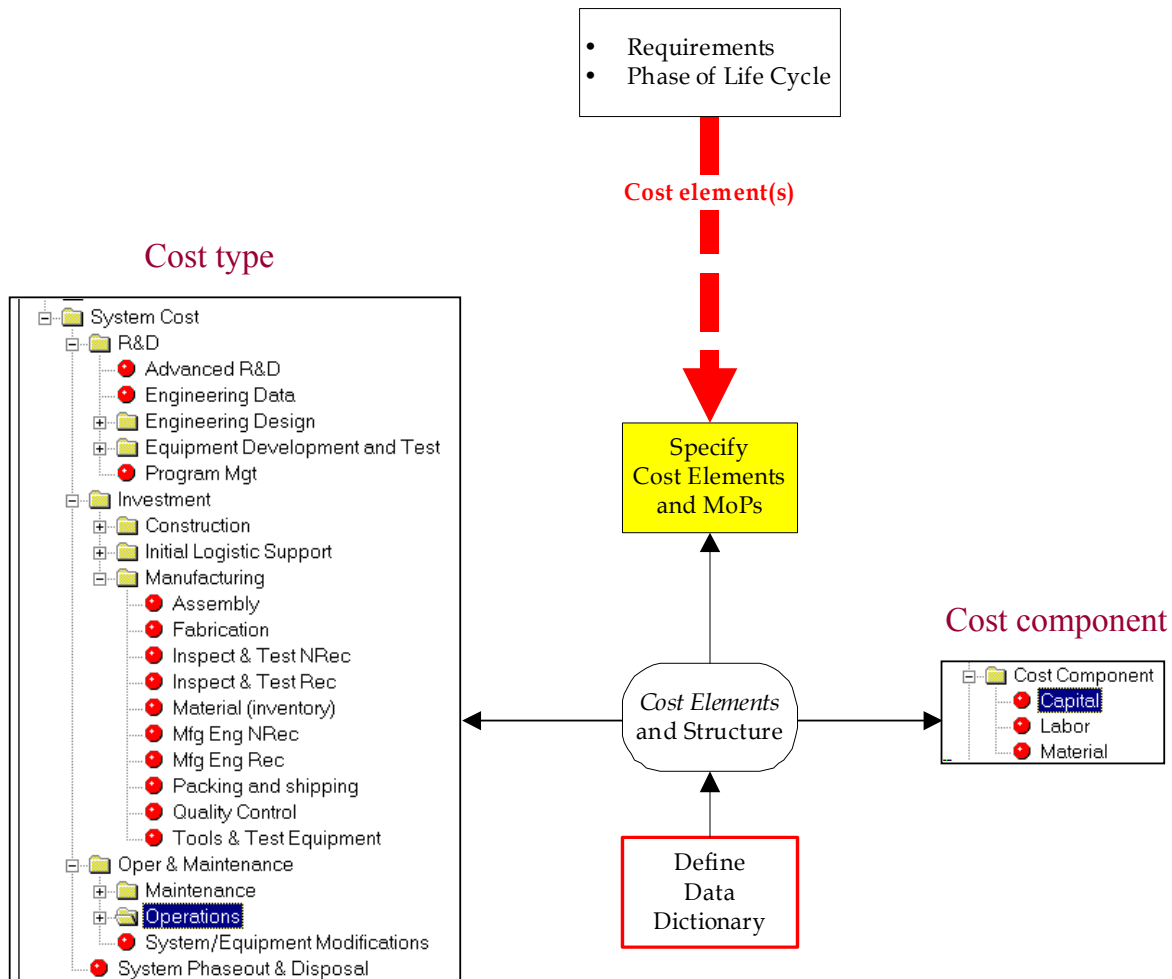 • Requirements
• Phase of Life Cycle
Cost element(s)
Cost type
System Cost
R&D
Advanced R&D
Engineering Data
Engineering Design
Equipment Development and Test
Program Mgt
Investment
Construction
Initial Logistic Support
Manufacturing
Assembly
Fabrication
Inspect & Test NRec
Inspect & Test Rec
Material (inventory)
Mfg Eng NRec
Mfg Eng Rec
Packing and shipping
Quality Control
Tools & Test Equipment
Oper & Maintenance
Maintenance
Operations
System/Equipment Modifications
System Phaseout & Disposal
Specify
Cost Elements
and MoPs
Cost Elements
and Structure
Define
Data
Dictionary
Cost component
Cost Component
Capital
Labor
Material